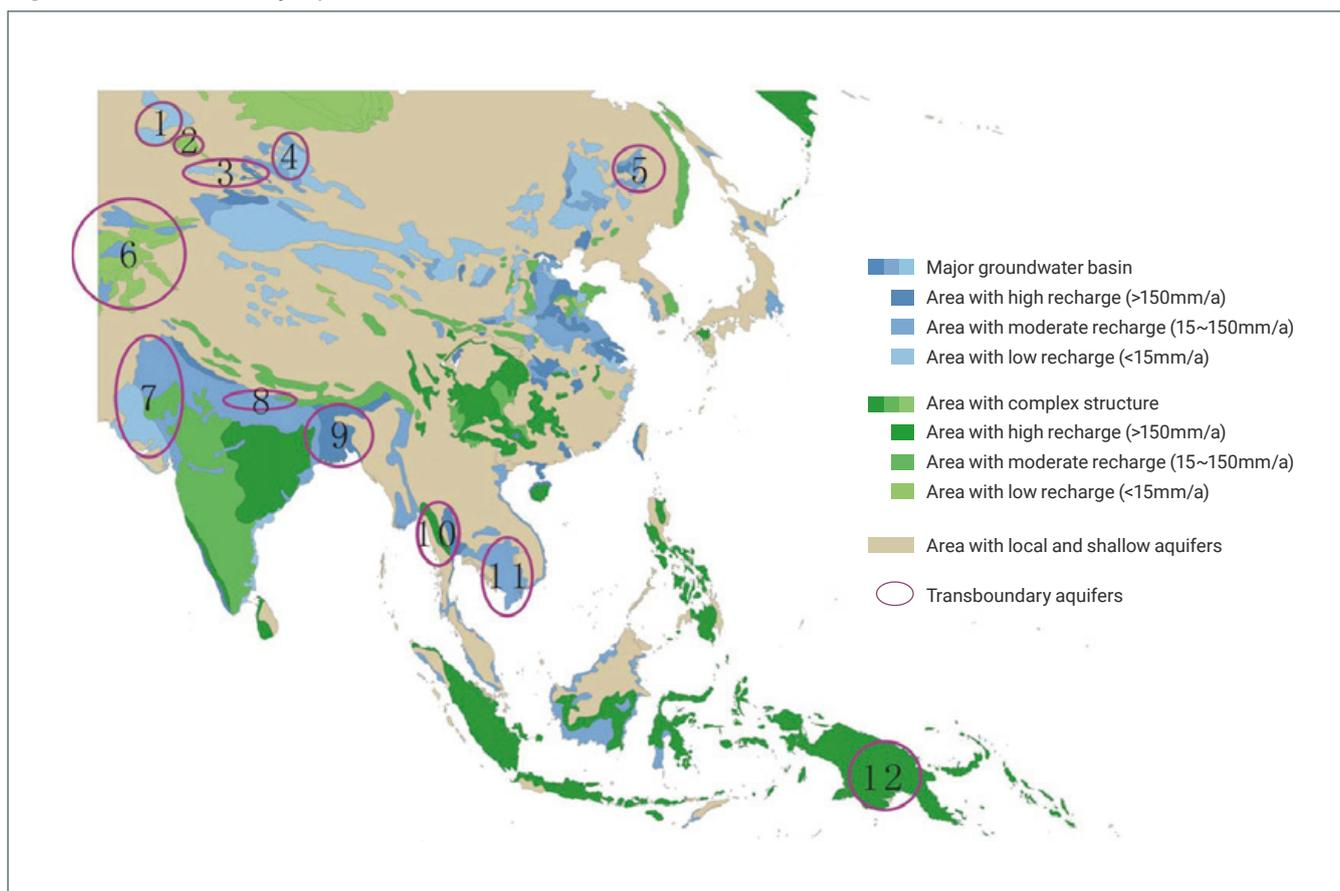 1
2
3
4
5
6
7
8
9
10
11
12
Major groundwater basin
Area with high recharge (>150mm/a)
Area with moderate recharge (15~150mm/a)
Area with low recharge (<15mm/a)
Area with complex structure
Area with high recharge (>150mm/a)
Area with moderate recharge (15~150mm/a)
Area with low recharge (<15mm/a)
Area with local and shallow aquifers
Transboundary aquifers